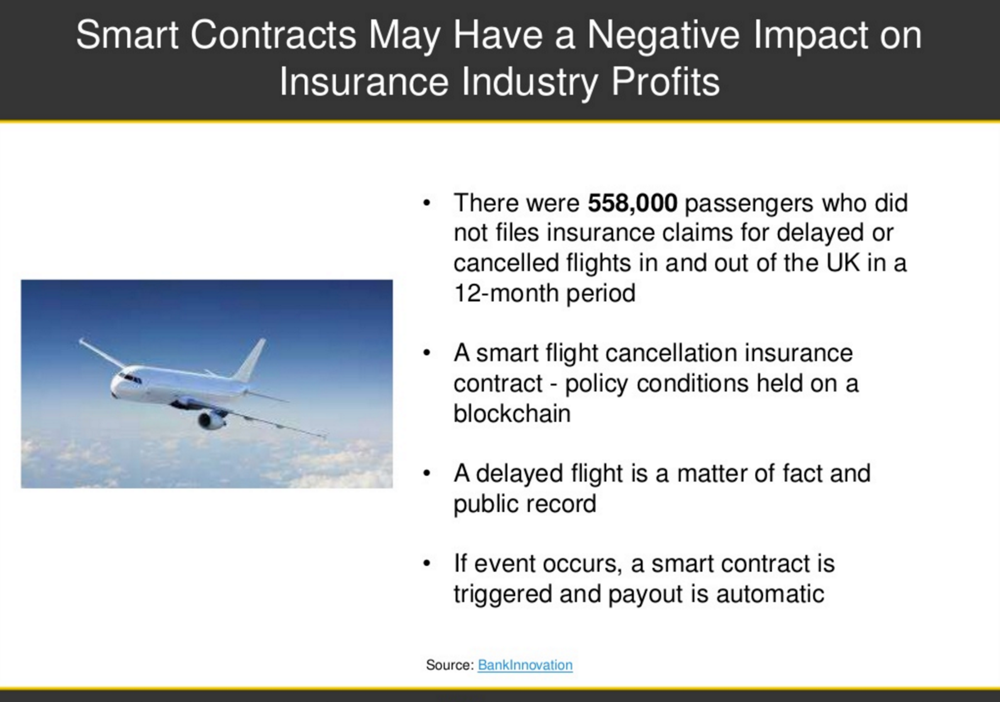 Smart Contracts May Have a Negative Impact on
Insurance Industry Profits
• There were 558,000 passengers who did
not files insurance claims for delayed or
cancelled flights in and out of the UK in a
12-month period
• A smart flight cancellation insurance
contract - policy conditions held on a
blockchain
• A delayed flight is a matter of fact and
public record
• If event occurs, a smart contract is
triggered and payout is automatic
Source: BankInnovation